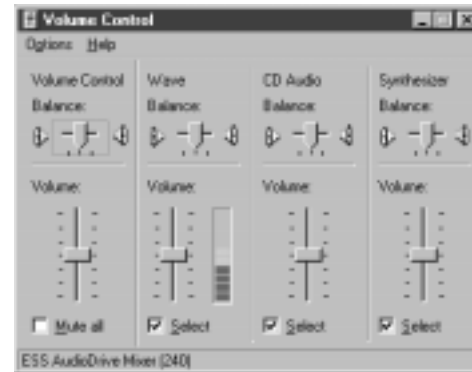 Volume Control
Options Help
Volume Control Wave CD Audio Synthesizer
Balance: Balance: Balance: Balance:
Volume: Volume: Volume: Volume:
Mute all Select Select Select
ESS AudioDrive Mixer (240)